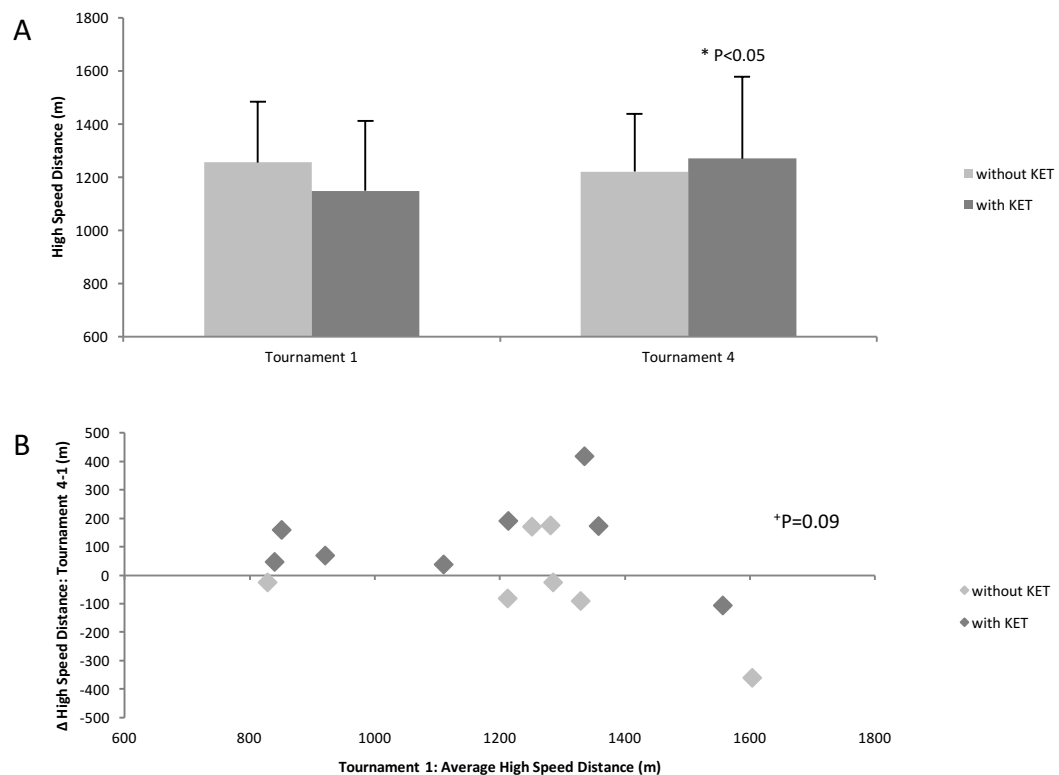 A
1800
1600
1400
1200
1000
800
600
High Speed Distance (m)
* P<0.05
Tournament 1
Tournament 4
without KET
with KET
B
500
400
300
200
100
0
-100
-200
-300
-400
-500
Δ High Speed Distance: Tournament 4-1 (m)
+P=0.09
without KET
with KET
600 800 1000 1200 1400 1600 1800
Tournament 1: Average High Speed Distance (m)